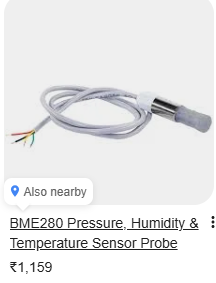 Also nearby
BME280 Pressure, Humidity &
Temperature Sensor Probe
₹1,159